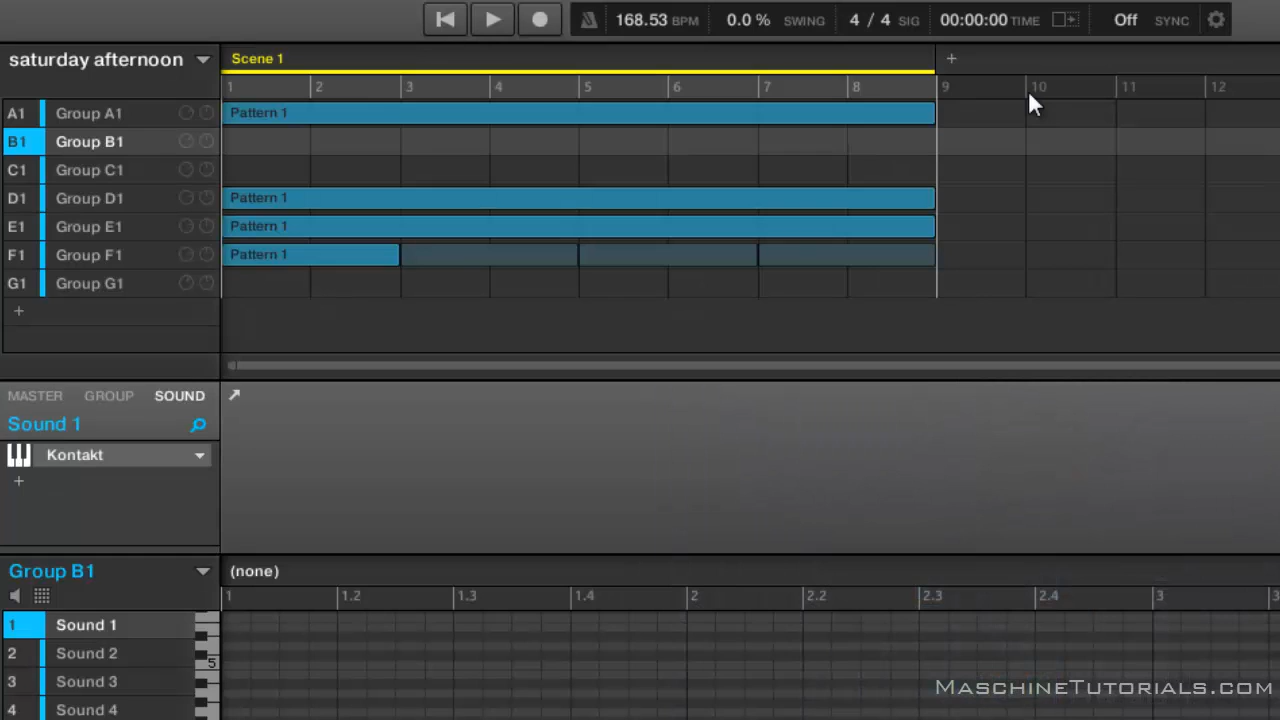 168.53 BPM 0.0 % SWING 4 / 4 SIG 00:00:00 TIME Off SYNC
saturday afternoon Scene 1 +
1 2 3 4 5 6 7 8 9 10 11 12
A1 Group A1 Pattern 1
B1 Group B1
C1 Group C1
D1 Group D1 Pattern 1
E1 Group E1 Pattern 1
F1 Group F1 Pattern 1
G1 Group G1
+
MASTER GROUP SOUND
Sound 1
Kontakt
+
Group B1 (none)
1 1.2 1.3 1.4 2 2.2 2.3 2.4 3 3
1 Sound 1
2 Sound 2
5
3 Sound 3
4 Sound 4
MASCHINETUTORIALS.COM